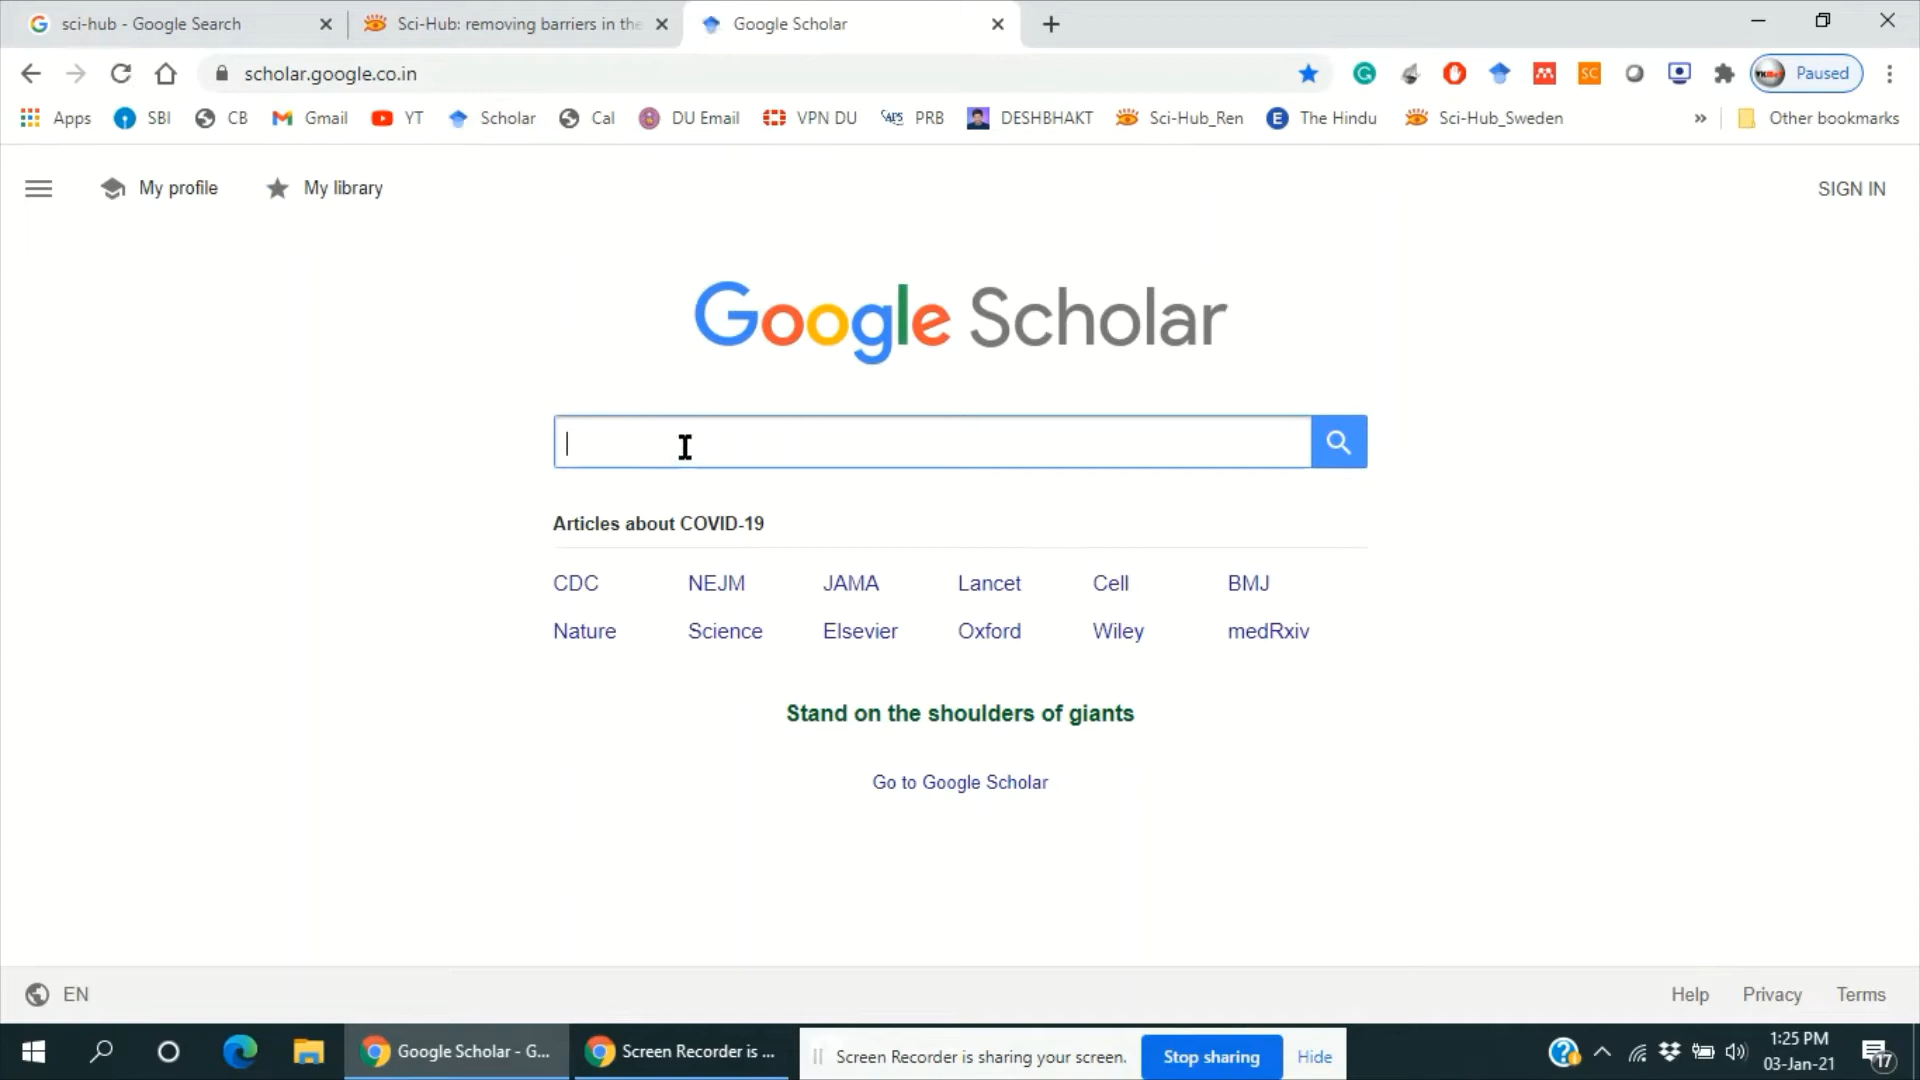 sci-hub - Google Search
Sci-Hub: removing barriers in the
Google Scholar
scholar.google.co.in
Paused
Apps SBI CB Gmail YT Scholar Cal DU Email VPN DU PRB DESHBHAKT Sci-Hub_Ren The Hindu Sci-Hub_Sweden » Other bookmarks
My profile My library SIGN IN
Google Scholar
Articles about COVID-19
CDC NEJM JAMA Lancet Cell BMJ
Nature Science Elsevier Oxford Wiley medRxiv
Stand on the shoulders of giants
Go to Google Scholar
EN Help Privacy Terms
Google Scholar - G...
Screen Recorder is ...
Screen Recorder is sharing your screen. Stop sharing Hide
1:25 PM
03-Jan-21
17